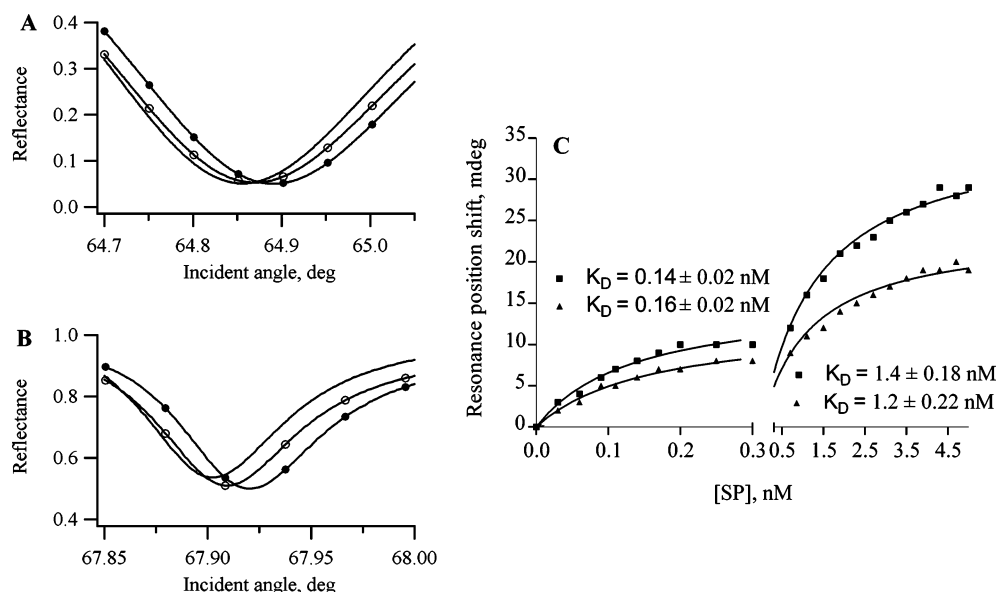 A
0.4
0.3
0.2
0.1
0.0
Reflectance
64.7 64.8 64.9 65.0
Incident angle, deg
B
1.0
0.8
0.6
0.4
Reflectance
67.85 67.90 67.95 68.00
Incident angle, deg
C
35
30
25
20
15
10
5
0
Resonance position shift, mdeg
KD = 0.14 ± 0.02 nM
KD = 0.16 ± 0.02 nM
KD = 1.4 ± 0.18 nM
KD = 1.2 ± 0.22 nM
0.0 0.1 0.2 0.3 0.5 1.5 2.5 3.5 4.5
[SP], nM